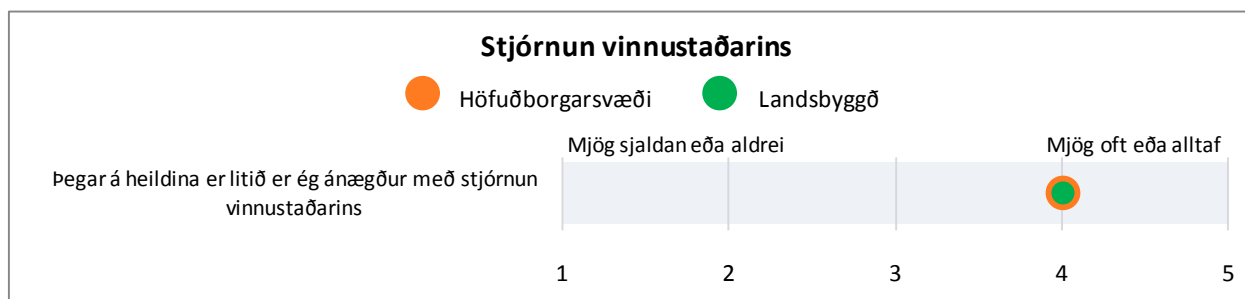 Stjórnun vinnustaðarins
Höfuðborgarsvæði Landsbyggð
Mjög sjaldan eða aldrei Mjög oft eða alltaf
Þegar á heildina er litið er ég ánægður með stjórnun
vinnustaðarins
1 2 3 4 5